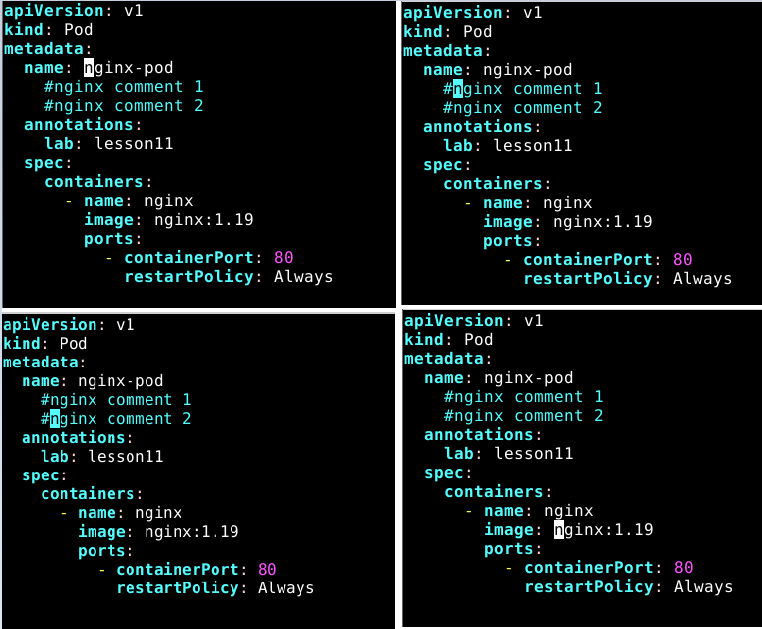 apiVersion: v1
kind: Pod
metadata:
  name: nginx-pod
    #nginx comment 1
    #nginx comment 2
  annotations:
    lab: lesson11
  spec:
    containers:
      - name: nginx
        image: nginx:1.19
        ports:
          - containerPort: 80
            restartPolicy: Always
apiVersion: v1
kind: Pod
metadata:
  name: nginx-pod
    #nginx comment 1
    #nginx comment 2
  annotations:
    lab: lesson11
  spec:
    containers:
      - name: nginx
        image: nginx:1.19
        ports:
          - containerPort: 80
            restartPolicy: Always
apiVersion: v1
kind: Pod
metadata:
  name: nginx-pod
    #nginx comment 1
    #nginx comment 2
  annotations:
    lab: lesson11
  spec:
    containers:
      - name: nginx
        image: nginx:1.19
        ports:
          - containerPort: 80
            restartPolicy: Always
apiVersion: v1
kind: Pod
metadata:
  name: nginx-pod
    #nginx comment 1
    #nginx comment 2
  annotations:
    lab: lesson11
  spec:
    containers:
      - name: nginx
        image: nginx:1.19
        ports:
          - containerPort: 80
            restartPolicy: Always